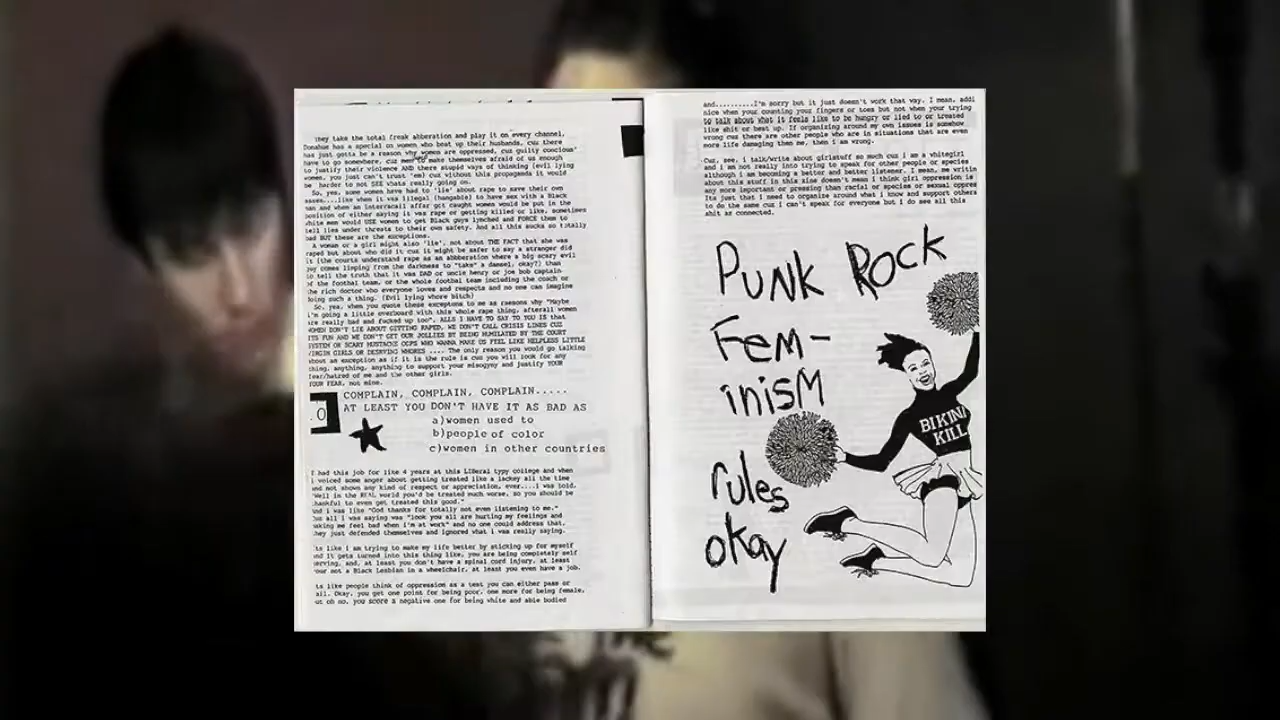 they take the total freak abberation and play it on every channel,
Donahue has a special on women who beat up their husbands, cuz there
has just gotta be a reason why women are oppressed, cuz guilty concious'
have to go somewhere, cuz men to make themselves afraid of us enough
to justify their violence AND there stupid ways of thinking (evil lying
women, you just can't trust 'em) cuz without this propaganda it would
be harder to not SEE whats really going on.
So, yes, some women have had to 'lie' about rape to save their own
asses....like when it was illegal (hangable) to have sex with a Black
man and when an interracial affar got caught women would be put in the
position of either saying it was rape or getting killed or like, sometimes
white men would USE women to get Black guys lynched and FORCE them to
tell lies under threats to their own safety. And all this sucks so totally
bad BUT these are the exceptions.
A woman or a girl might also 'lie', not about THE FACT that she was
raped but about who did it cuz it might be safer to say a stranger did
it (the courts understand rape as an abbberation where a big scary evil
guy comes limping from the darkness to "take" a damsel, okay?) than
to tell the truth that it was DAD or uncle henry or joe bob captain
of the footbal team, or the whole football team including the coach or
the rich doctor who everyone loves and respects and no one can imagine
doing such a thing. (Evil lying whore bitch)
So, yea, when you quote these exceptions to me as reasons why "Maybe
i'm going a little overboard with this whole rape thing, afterall women
are really bad and fucked up too", ALLS I HAVE TO SAY TO YOU IS that
WOMEN DON'T LIE ABOUT GETTING RAPED, WE DON'T CALL CRISIS LINES CUZ
ITS FUN AND WE DON'T GET OUR JOLLIES BY BEING HUMILATED BY THE COURT
SYSTEM OR SCARY MUSTACHE COPS WHO WANNA MAKE US FEEL LIKE HELPLESS LITTLE
VIRGIN GIRLS OR DESRVING WHORES .... The only reason you would go talking
about an exception as if it is the rule is cuz you will look for any
thing, anything, anything to support your misogyny and justify YOUR
fear/hatred of me and the other girls.
YOUR FEAR, not mine.
COMPLAIN, COMPLAIN, COMPLAIN.....
AT LEAST YOU DON'T HAVE IT AS BAD AS
a)women used to
b)people of color
c)women in other countries
I had this job for like 4 years at this LIBeral typy college and when
i voiced some anger about getting treated like a lackey all the time
and not shown any kind of respect or appreciation, ever....i was told,
"Well in the REAL world you'd be treated much worse, so you should be
thankful to even get treated this good."
And i was like "God thanks for totally not even listening to me."
Cuz all i was saying was "look you all are hurting my feelings and
making me feel bad when i'm at work" and no one could address that,
they just defended themselves and ignored what i was really saying.
its like i am trying to make my life better by sticking up for myself
and it gets turned into this thing like, you are being completely self
serving, and, at least you don't have a spinal cord injury, at least
your not a Black Lesbian in a wheelchair, at least you even have a job.
its like people think of oppression as a test you can either pass or
fail. Okay, you get one point for being poor, one more for being female,
but oh no, you score a negative one for being white and able bodied
and..........I'm sorry but it just doesn't work that way. I mean, addi
nice when your counting your fingers or toes but not when your trying
to talk about what it feels like to be hungry or lied to or treated
like shit or beat up. If organizing around my own issues is somehow
wrong cuz there are other people who are in situations that are even
more life damaging than me, then i am wrong.
Cuz, see, i talk/write about girlstuff so much cuz i am a whitegirl
and i am not really into trying to speak for other people or species
although i am becoming a better and better listener. I mean, me writin
about this stuff in this zine doesn't mean i think girl oppression is
any more important or pressing than racial or species or sexual oppres
Its just that i need to organize around what i know and support others
to do the same cuz i can't speak for everyone but i do see all this
shit as connected.
PUNK ROCK
Fem-
inism
rules
okay
BIKINI
KILL